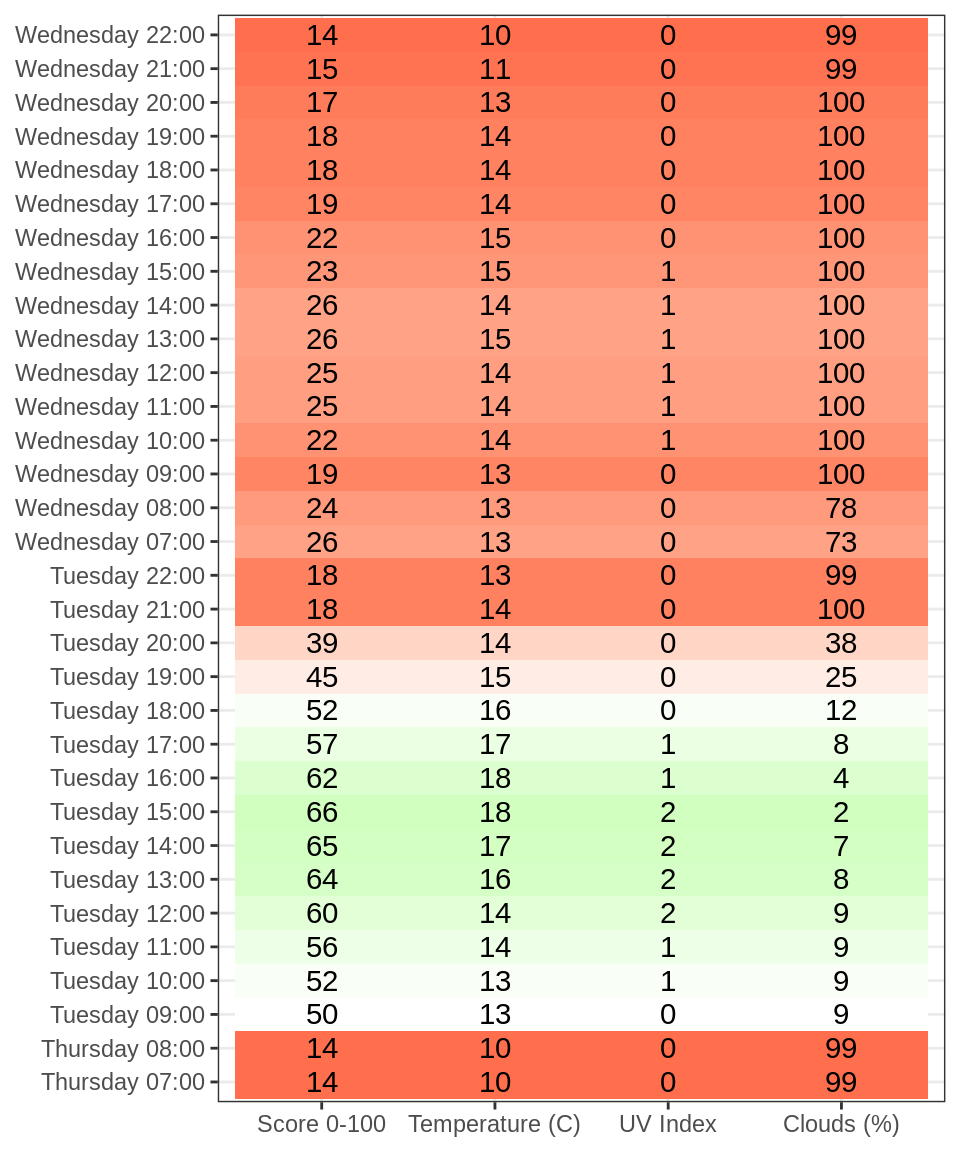 Wednesday 22:00 14 10 0 99
Wednesday 21:00 15 11 0 99
Wednesday 20:00 17 13 0 100
Wednesday 19:00 18 14 0 100
Wednesday 18:00 18 14 0 100
Wednesday 17:00 19 14 0 100
Wednesday 16:00 22 15 0 100
Wednesday 15:00 23 15 1 100
Wednesday 14:00 26 14 1 100
Wednesday 13:00 26 15 1 100
Wednesday 12:00 25 14 1 100
Wednesday 11:00 25 14 1 100
Wednesday 10:00 22 14 1 100
Wednesday 09:00 19 13 0 100
Wednesday 08:00 24 13 0 78
Wednesday 07:00 26 13 0 73
Tuesday 22:00 18 13 0 99
Tuesday 21:00 18 14 0 100
Tuesday 20:00 39 14 0 38
Tuesday 19:00 45 15 0 25
Tuesday 18:00 52 16 0 12
Tuesday 17:00 57 17 1 8
Tuesday 16:00 62 18 1 4
Tuesday 15:00 66 18 2 2
Tuesday 14:00 65 17 2 7
Tuesday 13:00 64 16 2 8
Tuesday 12:00 60 14 2 9
Tuesday 11:00 56 14 1 9
Tuesday 10:00 52 13 1 9
Tuesday 09:00 50 13 0 9
Thursday 08:00 14 10 0 99
Thursday 07:00 14 10 0 99
Score 0-100 Temperature (C) UV Index Clouds (%)